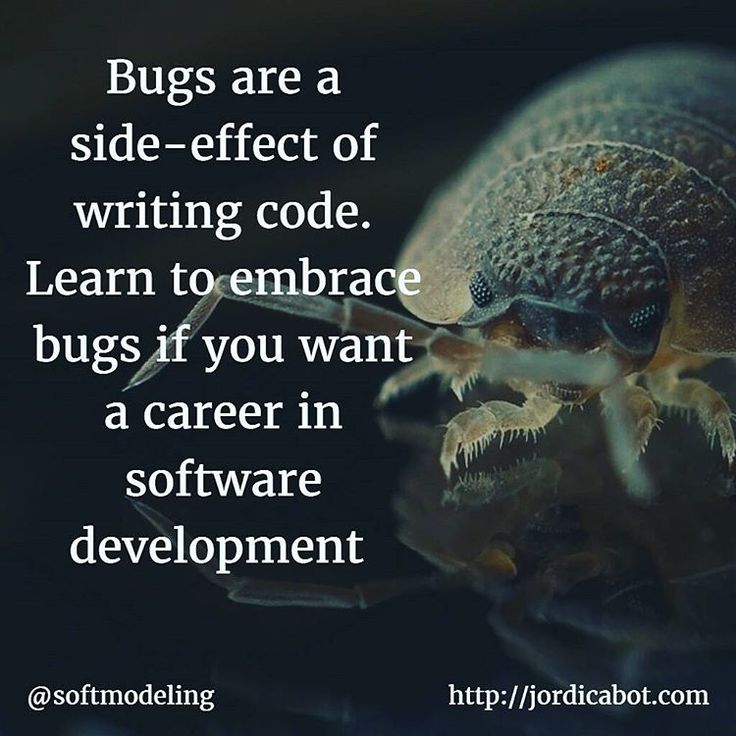 Bugs are a
side-effect of
writing code.
Learn to embrace
bugs if you want
a career in
software
development
@softmodeling
http://jordicabot.com